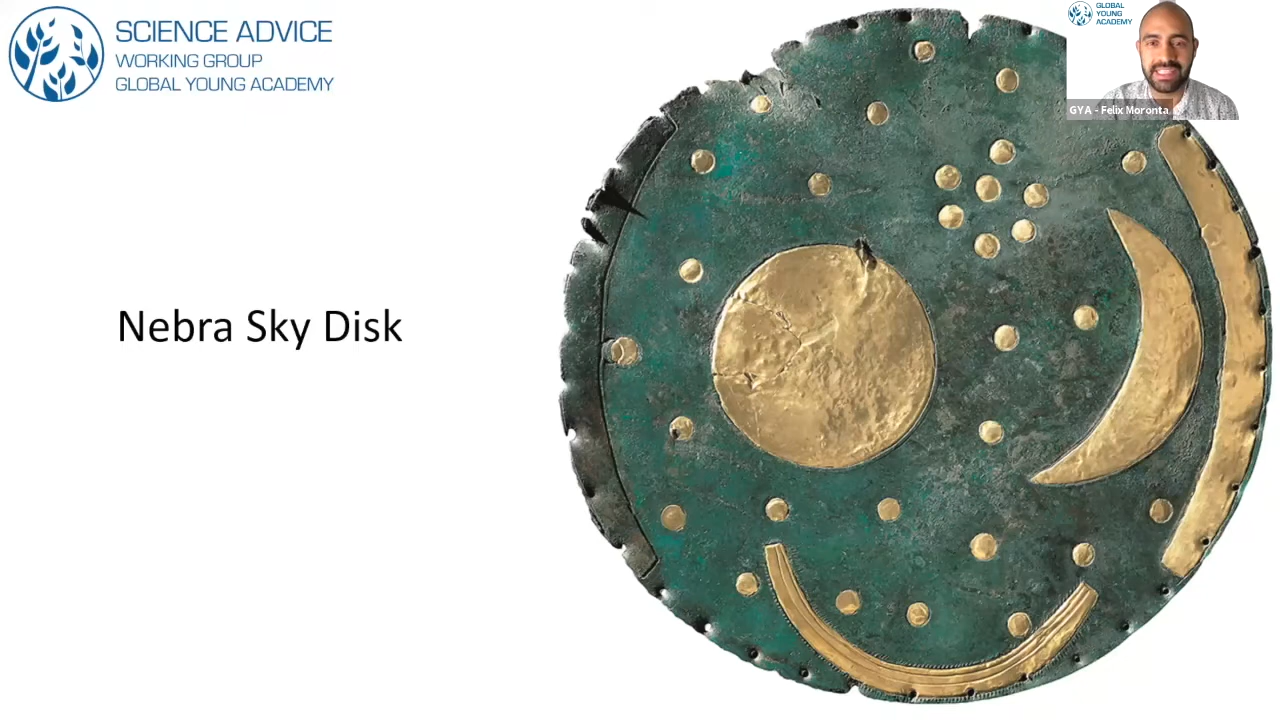 SCIENCE ADVICE
WORKING GROUP
GLOBAL YOUNG ACADEMY
GLOBAL
YOUNG
ACADEMY
GYA - Felix Moronta
Nebra Sky Disk